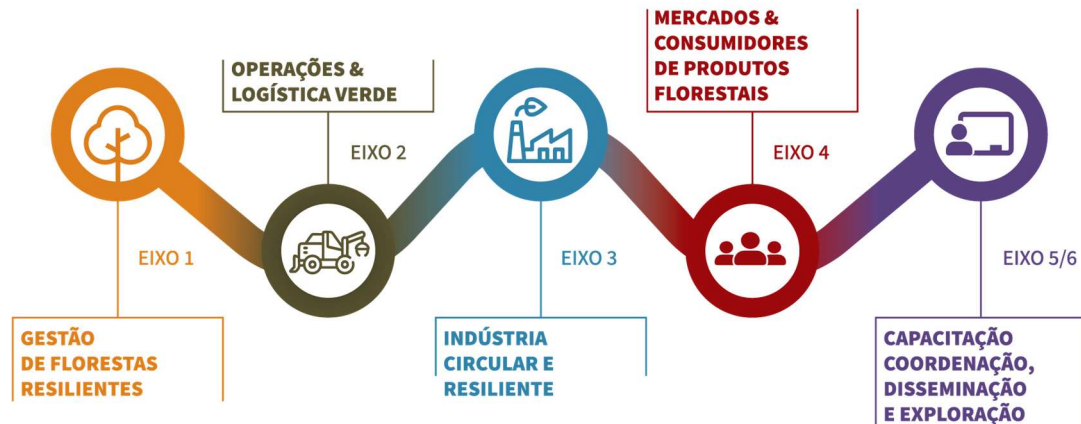 EIXO 1
GESTÃO
DE FLORESTAS
RESILIENTES
OPERAÇÕES &
LOGÍSTICA VERDE
EIXO 2
EIXO 3
INDÚSTRIA
CIRCULAR E
RESILIENTE
MERCADOS &
CONSUMIDORES
DE PRODUTOS
FLORESTAIS
EIXO 4
EIXO 5/6
CAPACITAÇÃO
COORDENAÇÃO,
DISSEMINAÇÃO
E EXPLORAÇÃO